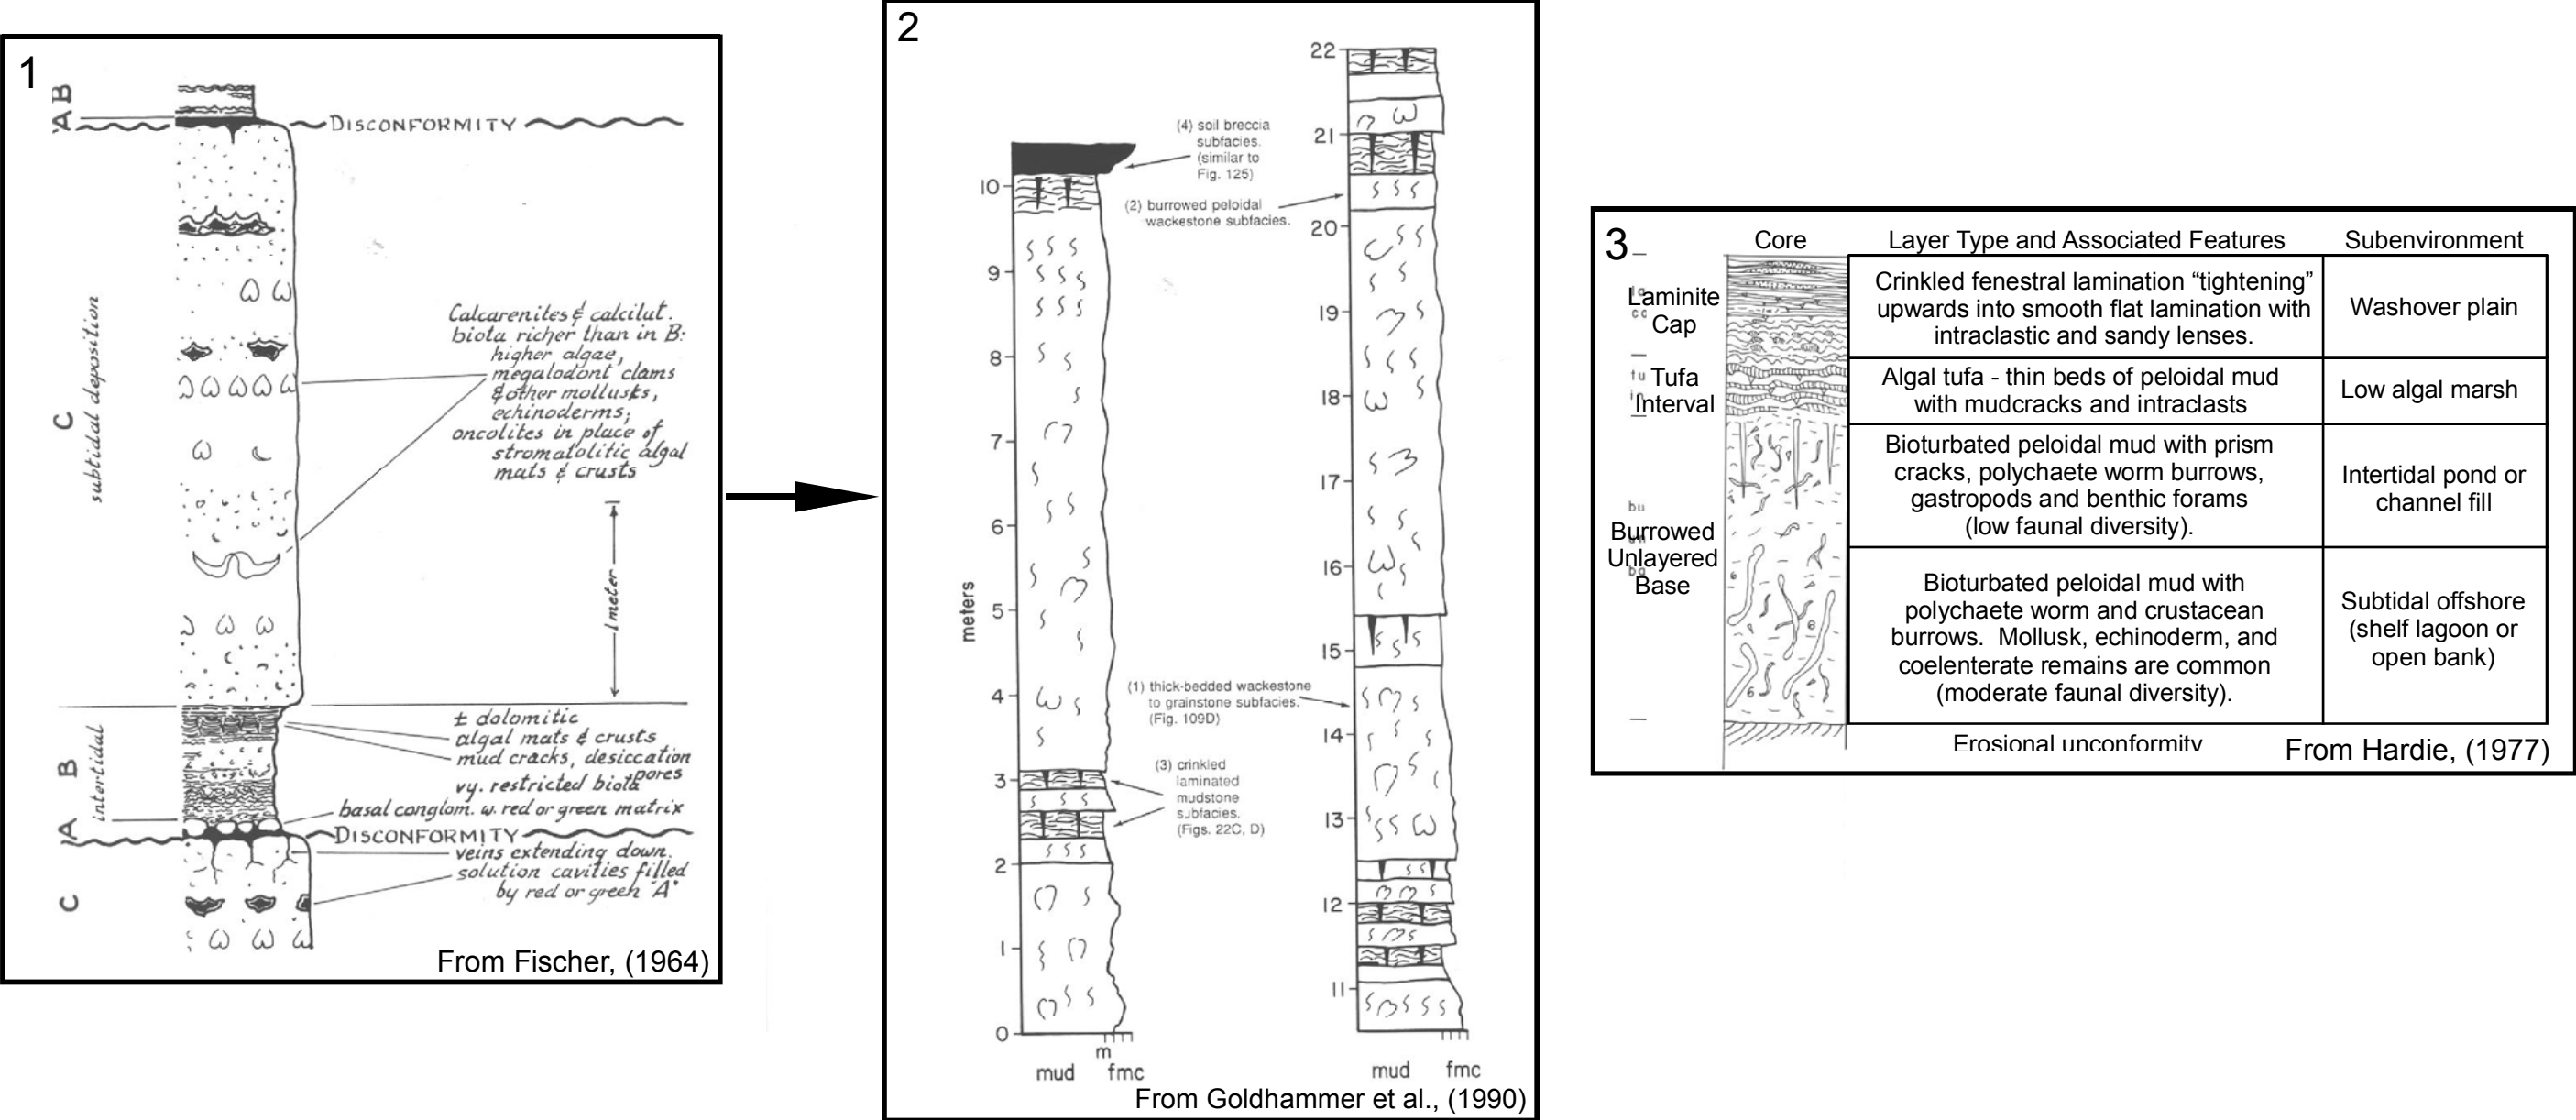 1
A B
DISCONFORMITY
C
subtidal deposition
Calcarenites & calcilut.
biota richer than in B:
higher algae,
megalodont clams
& other mollusks,
echinoderms;
oncolites in place of
stromatolitic algal
mats & crusts
1 meter
B
intertidal
± dolomitic
algal mats & crusts
mud cracks, desiccation
pores
vy. restricted biota
basal conglom. w. red or green matrix
A
DISCONFORMITY
veins extending down.
solution cavities filled
by red or green "A"
C
From Fischer, (1964)
2
(4) soil breccia
subfacies.
(similar to
Fig. 125)
(2) burrowed peloidal
wackestone subfacies.
(1) thick-bedded wackestone
to grainstone subfacies.
(Fig. 109D)
(3) crinkled
laminated
mudstone
subfacies.
(Figs. 22C, D)
meters
10
9
8
7
6
5
4
3
2
1
0
m
mud fmc
22
21
20
19
18
17
16
15
14
13
12
11
mud fmc
From Goldhammer et al., (1990)
3
Core Layer Type and Associated Features Subenvironment
Laminite
Cap
Crinkled fenestral lamination “tightening”
upwards into smooth flat lamination with
intraclastic and sandy lenses.
Washover plain
Tufa
Interval
Algal tufa - thin beds of peloidal mud
with mudcracks and intraclasts
Low algal marsh
Burrowed
Unlayered
Base
Bioturbated peloidal mud with prism
cracks, polychaete worm burrows,
gastropods and benthic forams
(low faunal diversity).
Intertidal pond or
channel fill
Bioturbated peloidal mud with
polychaete worm and crustacean
burrows. Mollusk, echinoderm, and
coelenterate remains are common
(moderate faunal diversity).
Subtidal offshore
(shelf lagoon or
open bank)
Erosional unconformity
From Hardie, (1977)